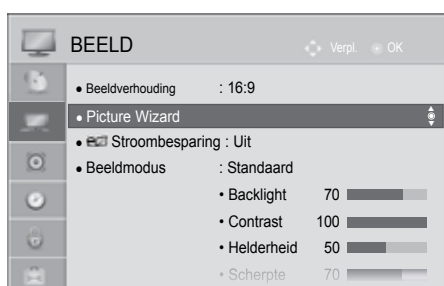 BEELD
Verpl. OK
• Beeldverhouding : 16:9
• Picture Wizard
• Stroombesparing : Uit
• Beeldmodus : Standaard
• Backlight 70
• Contrast 100
• Helderheid 50
• Scherpte 70